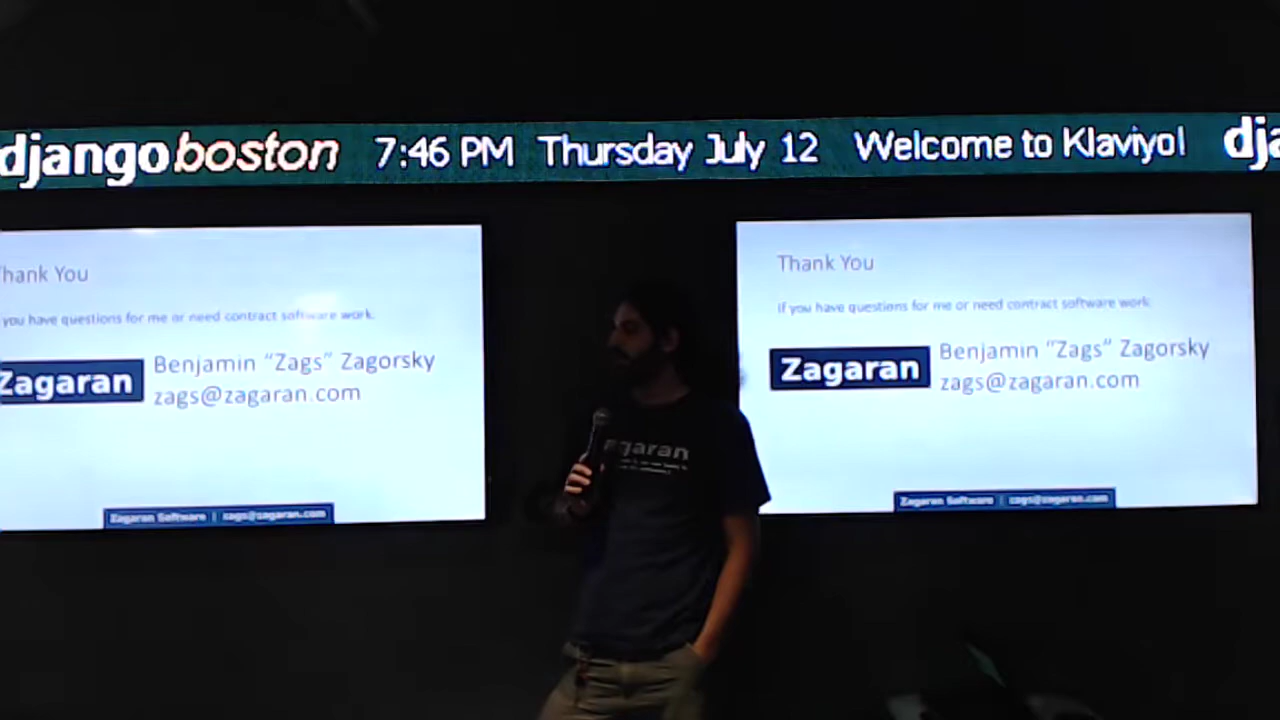 djangoboston 7:46 PM Thursday July 12 Welcome to Klaviyo! dj
hank You
you have questions for me or need contract software work.
Zagaran
Benjamin “Zags” Zagorsky
zags@zagaran.com
Zagaran Software | zags@zagaran.com
garan
Thank You
If you have questions for me or need contract software work:
Zagaran
Benjamin “Zags” Zagorsky
zags@zagaran.com
Zagaran Software | zags@zagaran.com